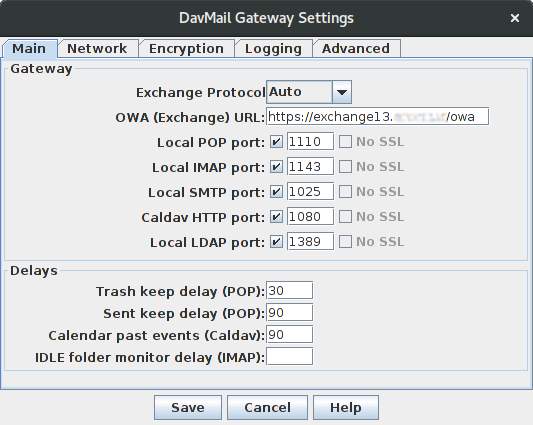 DavMail Gateway Settings
Main Network Encryption Logging Advanced
Gateway
Exchange Protocol Auto
OWA (Exchange) URL: https://exchange13. /owa
Local POP port: 1110 No SSL
Local IMAP port: 1143 No SSL
Local SMTP port: 1025 No SSL
Caldav HTTP port: 1080 No SSL
Local LDAP port: 1389 No SSL
Delays
Trash keep delay (POP): 30
Sent keep delay (POP): 90
Calendar past events (Caldav): 90
IDLE folder monitor delay (IMAP):
Save Cancel Help